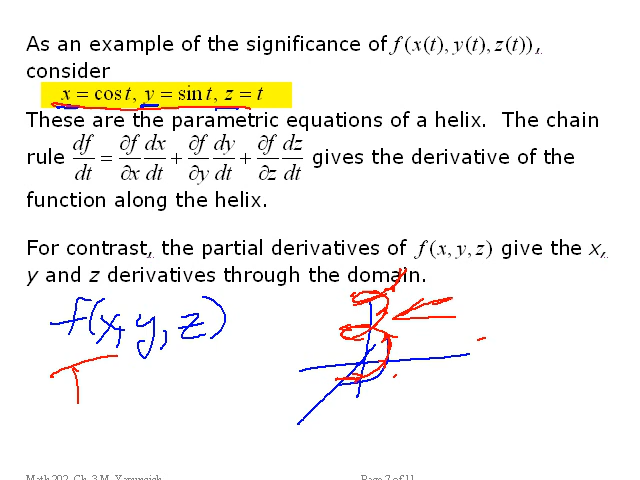 As an example of the significance of f(x(t), y(t), z(t)),
consider
x = cos t, y = sin t, z = t
These are the parametric equations of a helix. The chain
rule df/dt = ∂f/∂x dx/dt + ∂f/∂y dy/dt + ∂f/∂z dz/dt gives the derivative of the
function along the helix.
For contrast, the partial derivatives of f(x, y, z) give the x,
y and z derivatives through the domain.
f(x, y, z)
T
Math 202 Ch. 3 M. Page 7 of 11